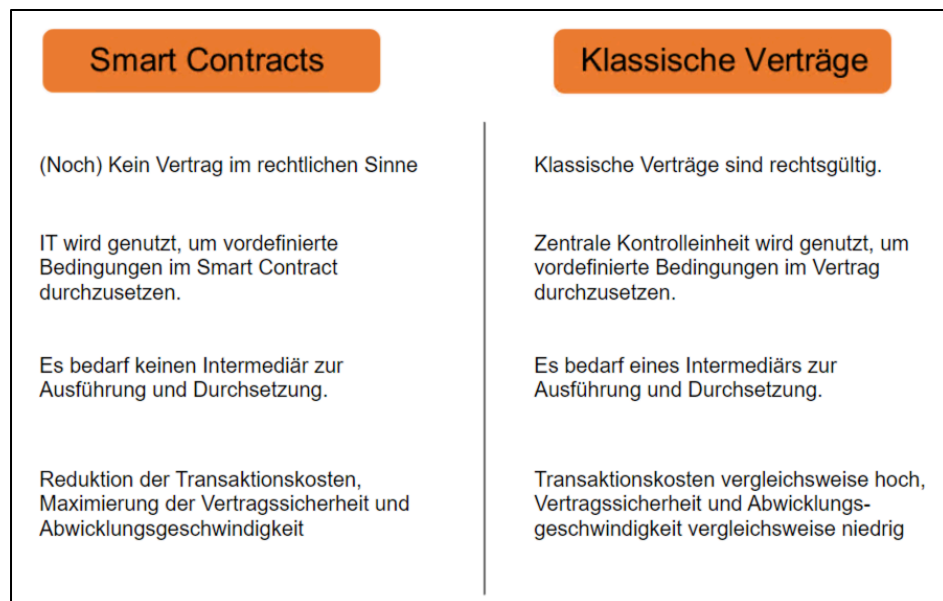 Smart Contracts
Klassische Verträge
(Noch) Kein Vertrag im rechtlichen Sinne
Klassische Verträge sind rechtsgültig.
IT wird genutzt, um vordefinierte
Bedingungen im Smart Contract
durchzusetzen.
Zentrale Kontrolleinheit wird genutzt, um
vordefinierte Bedingungen im Vertrag
durchzusetzen.
Es bedarf keinen Intermediär zur
Ausführung und Durchsetzung.
Es bedarf eines Intermediärs zur
Ausführung und Durchsetzung.
Reduktion der Transaktionskosten,
Maximierung der Vertragssicherheit und
Abwicklungsgeschwindigkeit
Transaktionskosten vergleichsweise hoch,
Vertragssicherheit und Abwicklungs-
geschwindigkeit vergleichsweise niedrig